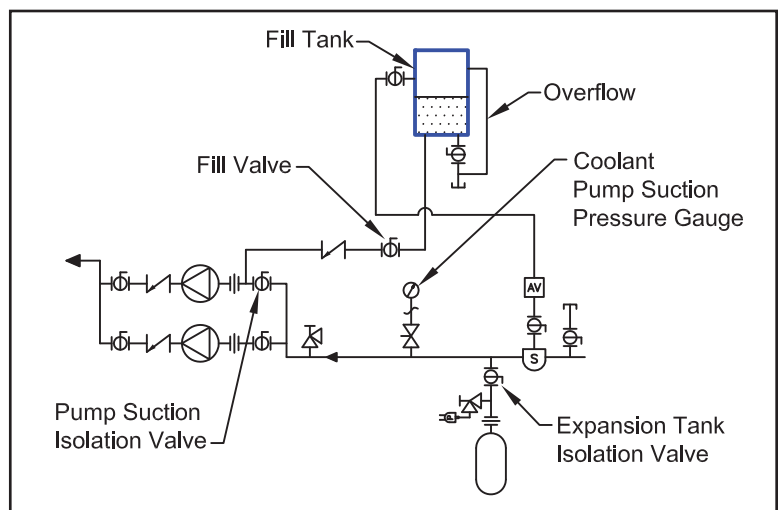 Fill Tank
Overflow
Fill Valve
Coolant
Pump Suction
Pressure Gauge
AV
S
P
Pump Suction
Isolation Valve
Expansion Tank
Isolation Valve